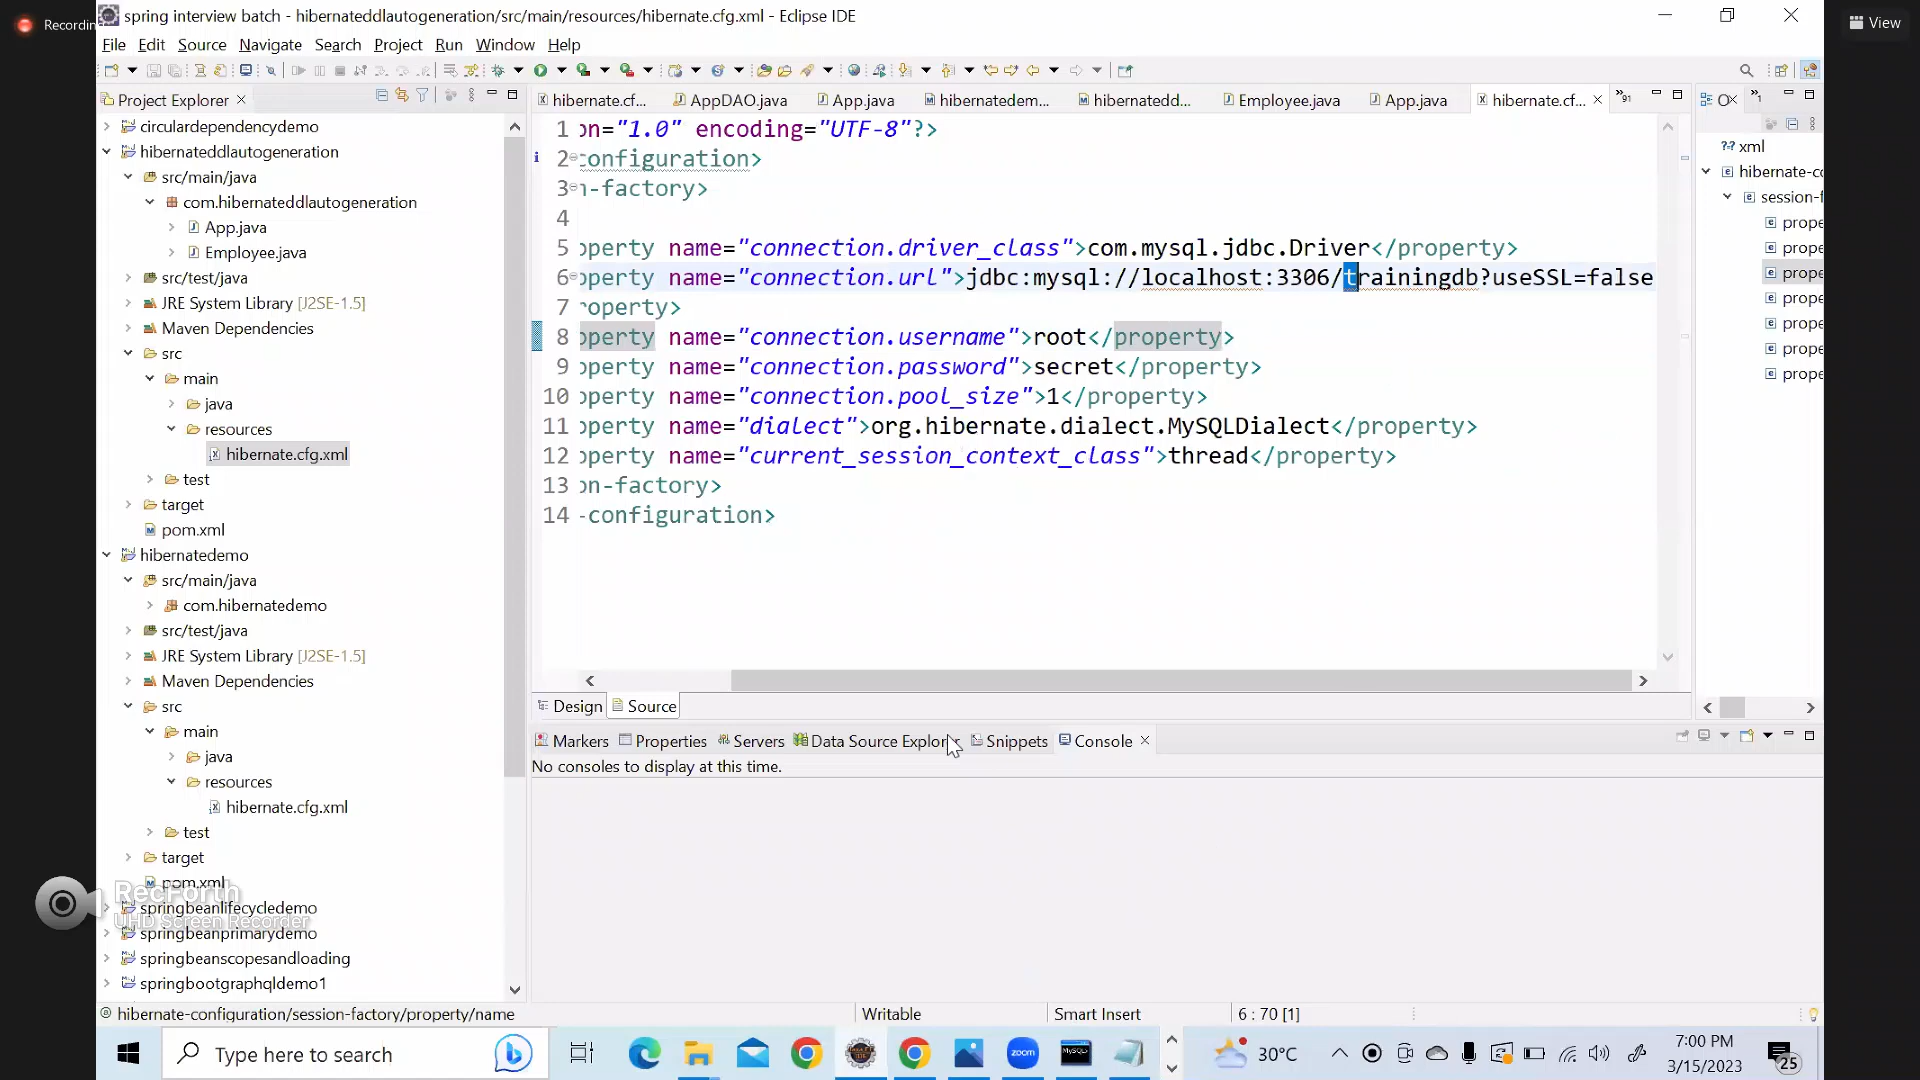 Recordin
spring interview batch - hibernateddlautogeneration/src/main/resources/hibernate.cfg.xml - Eclipse IDE
View
File Edit Source Navigate Search Project Run Window Help
Project Explorer
hibernate.cf... AppDAO.java App.java hibernatedem... hibernatedd... Employee.java App.java hibernate.cf... 91
circulardependencydemo
hibernateddlautogeneration
src/main/java
com.hibernateddlautogeneration
App.java
Employee.java
src/test/java
JRE System Library [J2SE-1.5]
Maven Dependencies
src
main
java
resources
hibernate.cfg.xml
test
target
pom.xml
hibernatedemo
src/main/java
com.hibernatedemo
src/test/java
JRE System Library [J2SE-1.5]
Maven Dependencies
src
main
java
resources
hibernate.cfg.xml
test
target
pom.xml
springbeanlifecycledemo
springbeanprimarydemo
springbeanscopesandloading
springbootgraphqldemo1
RecForth
UHD Screen Recorder
1 on="1.0" encoding="UTF-8"?>
2 configuration>
3 n-factory>
4
5 operty name="connection.driver_class">com.mysql.jdbc.Driver</property>
6 operty name="connection.url">jdbc:mysql://localhost:3306/trainingdb?useSSL=false
7 roperty>
8 operty name="connection.username">root</property>
9 operty name="connection.password">secret</property>
10 operty name="connection.pool_size">1</property>
11 operty name="dialect">org.hibernate.dialect.MySQLDialect</property>
12 operty name="current_session_context_class">thread</property>
13 on-factory>
14 -configuration>
Design Source
xml
hibernate-co
session-f
prope
prope
prope
prope
prope
prope
prope
Markers Properties Servers Data Source Explorer Snippets Console
No consoles to display at this time.
hibernate-configuration/session-factory/property/name Writable Smart Insert 6 : 70 [1]
Type here to search
zoom
MySQL
30°C
7:00 PM
3/15/2023
25